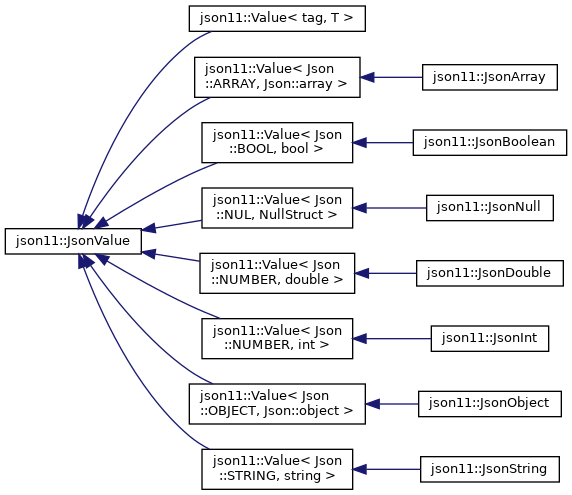 json11::Value< tag, T >
json11::Value< Json
::ARRAY, Json::array >
json11::JsonArray
json11::Value< Json
::BOOL, bool >
json11::JsonBoolean
json11::Value< Json
::NUL, NullStruct >
json11::JsonNull
json11::JsonValue
json11::Value< Json
::NUMBER, double >
json11::JsonDouble
json11::Value< Json
::NUMBER, int >
json11::JsonInt
json11::Value< Json
::OBJECT, Json::object >
json11::JsonObject
json11::Value< Json
::STRING, string >
json11::JsonString